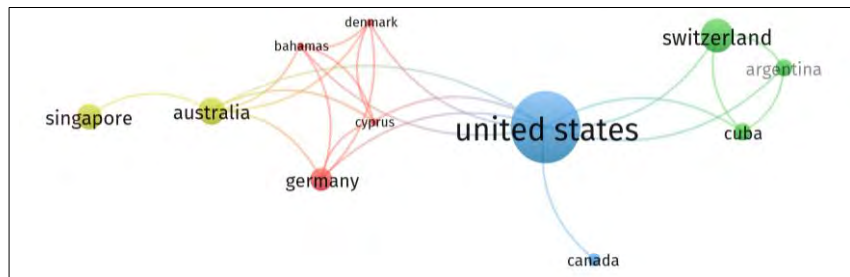 denmark
bahamas
switzerland
argentina
singapore
australia
cyprus
united states
cuba
germany
canada